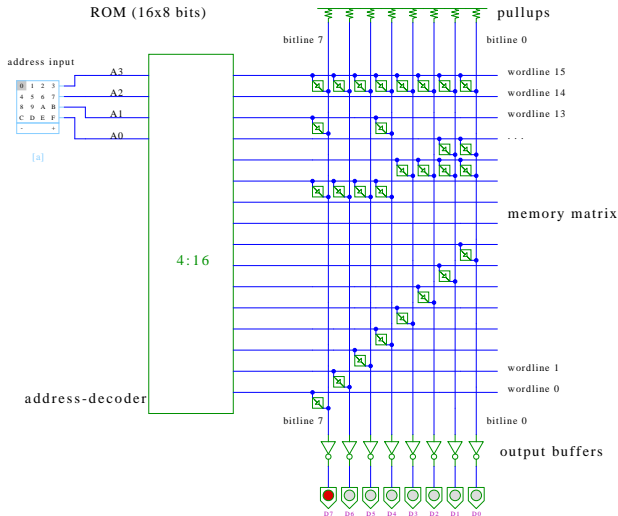 ROM (16x8 bits)
pullups
bitline 7
bitline 0
address input
A3
wordline 15
0 1 2 3
A2
wordline 14
4 5 6 7
8 9 A B
A1
wordline 13
C D E F
A0
. . .
- +
[a]
memory matrix
4:16
wordline 1
wordline 0
address-decoder
bitline 7
bitline 0
output buffers
D7 D6 D5 D4 D3 D2 D1 D0